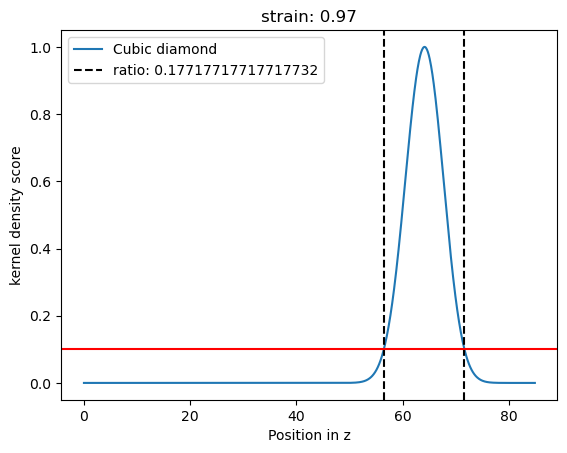 strain: 0.97
Cubic diamond
ratio: 0.17717717717717732
kernel density score
1.0
0.8
0.6
0.4
0.2
0.0
0
20
40
60
80
Position in z